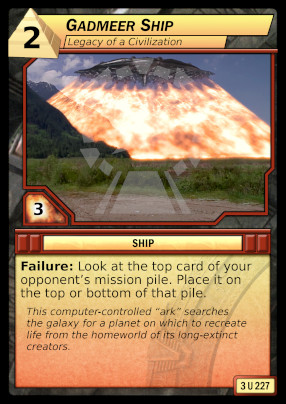 2
GADMEER SHIP
Legacy of a Civilization
3
SHIP
Failure: Look at the top card of your
opponent's mission pile. Place it on
the top or bottom of that pile.
This computer-controlled "ark" searches
the galaxy for a planet on which to recreate
life from the homeworld of its long-extinct
creators.
3 U 227